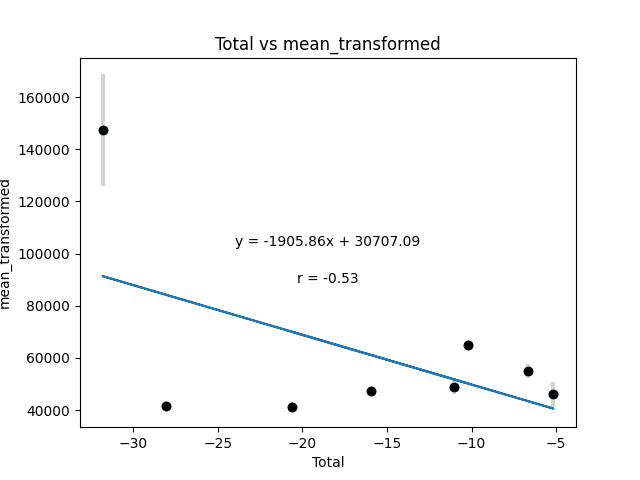 Total vs mean_transformed
160000
140000
120000
100000
80000
60000
40000
mean_transformed
y = -1905.86x + 30707.09
r = -0.53
−30
−25
−20
−15
−10
−5
Total